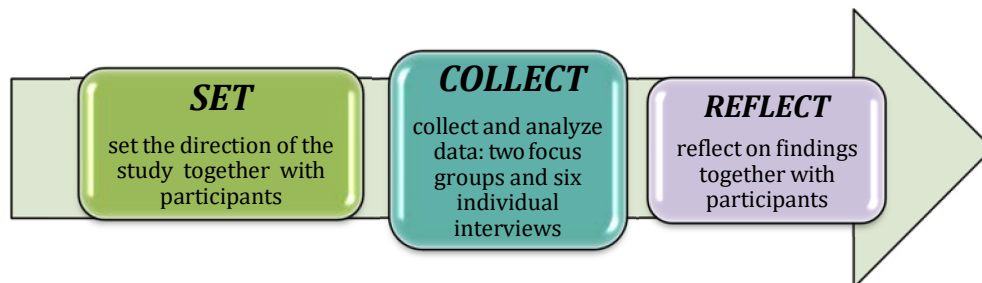 SET
set the direction of the
study together with
participants
COLLECT
collect and analyze
data: two focus
groups and six
individual
interviews
REFLECT
reflect on findings
together with
participants